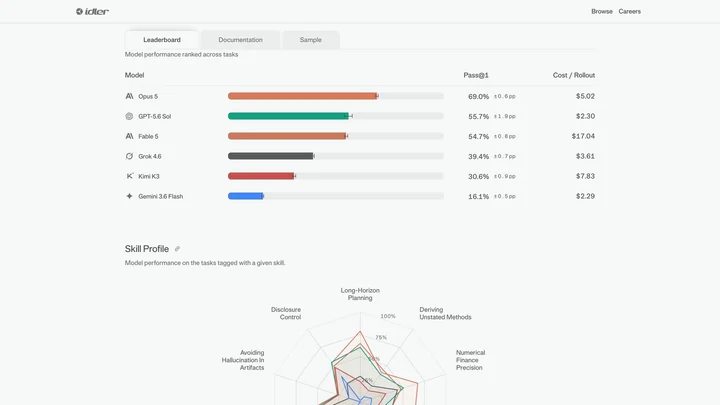 idler
Browse Careers
Leaderboard Documentation Sample
Model performance ranked across tasks
Model Pass@1 Cost / Rollout
Opus 5 69.0% ±0.6pp $5.02
GPT-5.6 Sol 55.7% ±1.9pp $2.30
Fable 5 54.7% ±0.8pp $17.04
Grok 4.6 39.4% ±0.7pp $3.61
Kimi K3 30.6% ±0.9pp $7.83
Gemini 3.6 Flash 16.1% ±0.5pp $2.29
Skill Profile
Model performance on the tasks tagged with a given skill.
Long-Horizon
Planning
Disclosure
Control
Deriving
Unstated Methods
100%
75%
Avoiding
Hallucination In
Artifacts
Numerical
Finance
Precision